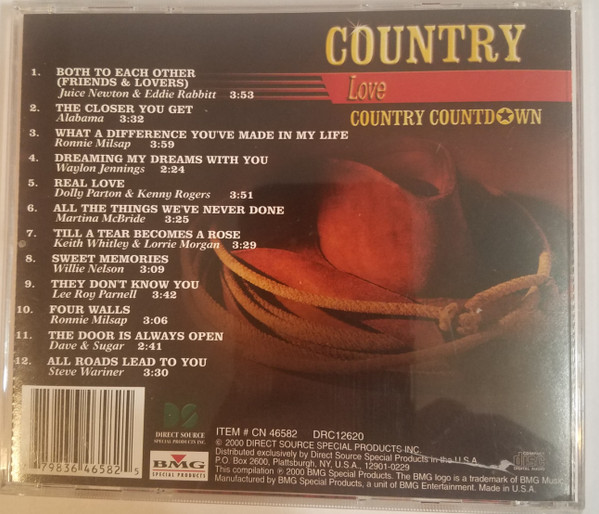 COUNTRY
Love
COUNTRY COUNTDOWN
1. BOTH TO EACH OTHER
(FRIENDS & LOVERS)
Juice Newton & Eddie Rabbitt 3:53
2. THE CLOSER YOU GET
Alabama 3:32
3. WHAT A DIFFERENCE YOU'VE MADE IN MY LIFE
Ronnie Milsap 3:59
4. DREAMING MY DREAMS WITH YOU
Waylon Jennings 2:24
5. REAL LOVE
Dolly Parton & Kenny Rogers 3:51
6. ALL THE THINGS WE'VE NEVER DONE
Martina McBride 3:25
7. TILL A TEAR BECOMES A ROSE
Keith Whitley & Lorrie Morgan 3:29
8. SWEET MEMORIES
Willie Nelson 3:09
9. THEY DON'T KNOW YOU
Lee Roy Parnell 3:42
10. FOUR WALLS
Ronnie Milsap 3:06
11. THE DOOR IS ALWAYS OPEN
Dave & Sugar 2:41
12. ALL ROADS LEAD TO YOU
Steve Wariner 3:30
79836 46582 5
DS
DIRECT SOURCE
SPECIAL PRODUCTS INC.
BMG
SPECIAL PRODUCTS
ITEM # CN 46582 DRC12620
© 2000 DIRECT SOURCE SPECIAL PRODUCTS INC.
Distributed exclusively by Direct Source Special Products in the U.S.A.
P.O. Box 2600, Plattsburgh, NY, U.S.A., 12901-0229
This compilation ℗ 2000 BMG Special Products. The BMG logo is a trademark of BMG Music
Manufactured by BMG Special Products, a unit of BMG Entertainment. Made in U.S.A.